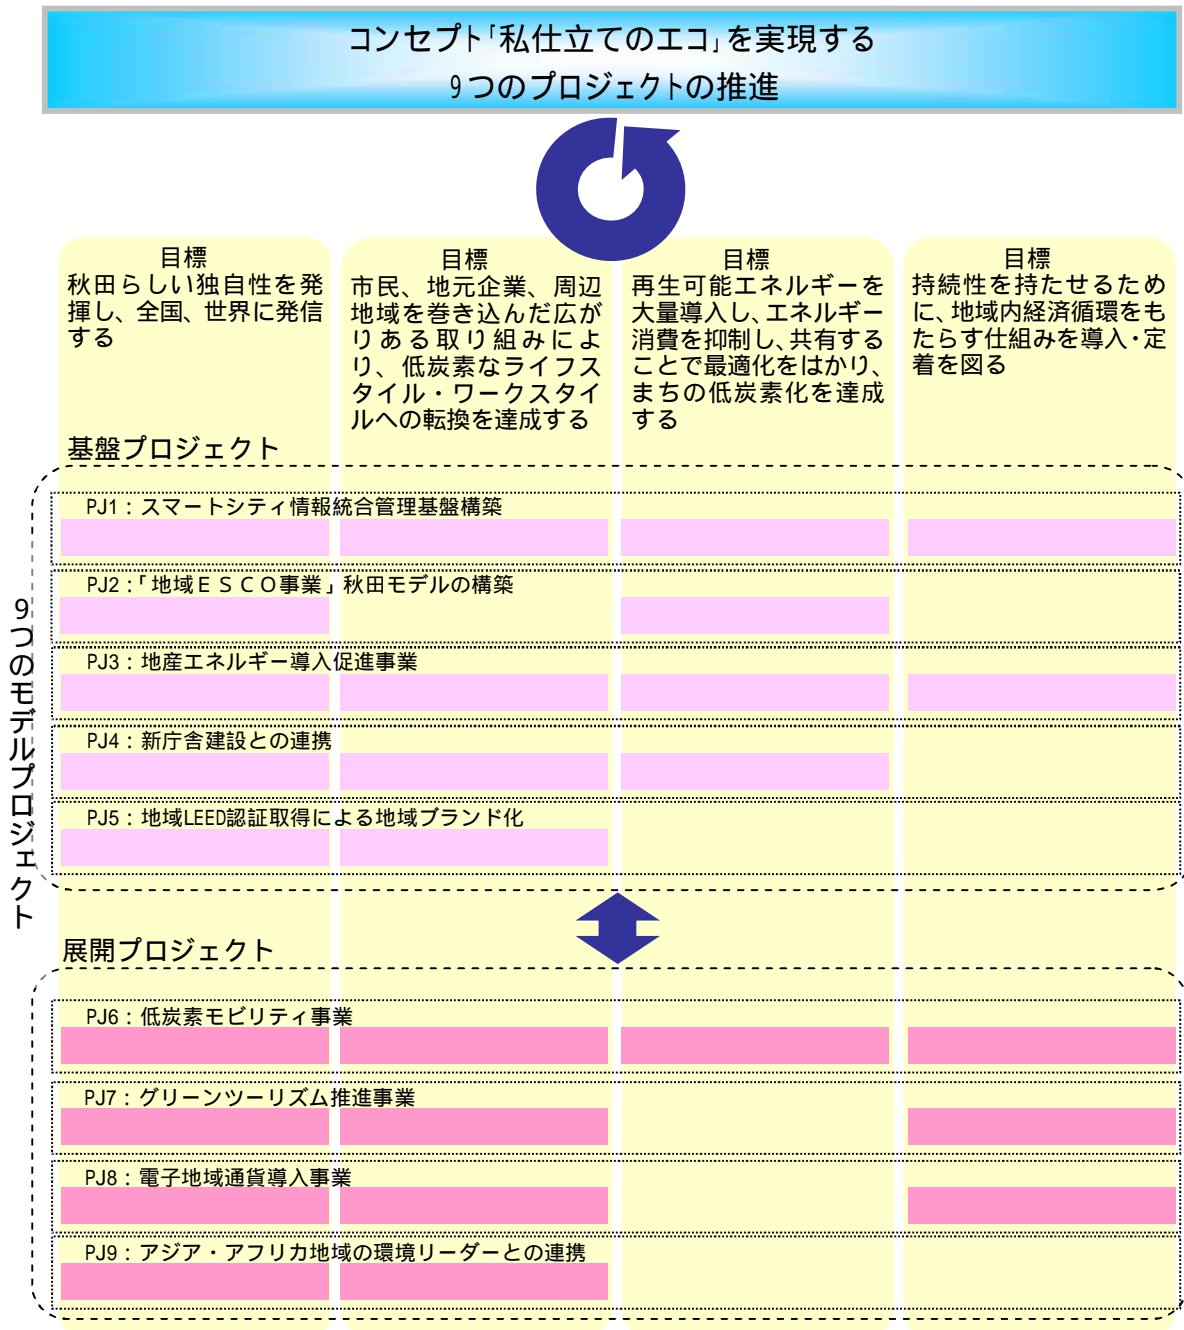 コンセプト「私仕立てのエコ」を実現する
9つのプロジェクトの推進
目標
秋田らしい独自性を発
揮し、全国、世界に発信
する
目標
市民、地元企業、周辺
地域を巻き込んだ広が
りある取り組みによ
り、低炭素なライフス
タイル・ワークスタイ
ルへの転換を達成する
目標
再生可能エネルギーを
大量導入し、エネルギー
消費を抑制し、共有する
ことで最適化をはかり、
まちの低炭素化を達成
する
目標
持続性を持たせるため
に、地域内経済循環をも
たらす仕組みを導入・定
着を図る
9つのモデルプロジェクト
基盤プロジェクト
PJ1：スマートシティ情報統合管理基盤構築
PJ2：「地域ＥＳＣＯ事業」秋田モデルの構築
PJ3：地産エネルギー導入促進事業
PJ4：新庁舎建設との連携
PJ5：地域LEED認証取得による地域ブランド化
展開プロジェクト
PJ6：低炭素モビリティ事業
PJ7：グリーンツーリズム推進事業
PJ8：電子地域通貨導入事業
PJ9：アジア・アフリカ地域の環境リーダーとの連携